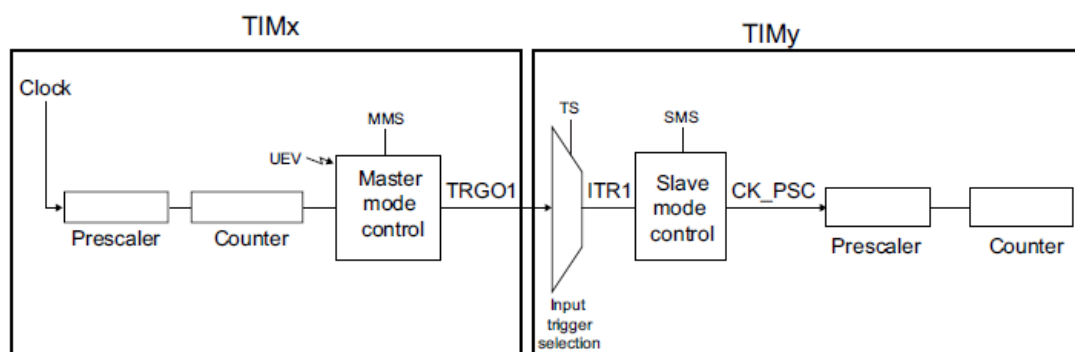 TIMx
TIMy
Clock
MMS
UEV
Master
mode
control
Prescaler
Counter
TRGO1
TS
ITR1
SMS
Slave
mode
control
CK_PSC
Prescaler
Counter
Input
trigger
selection